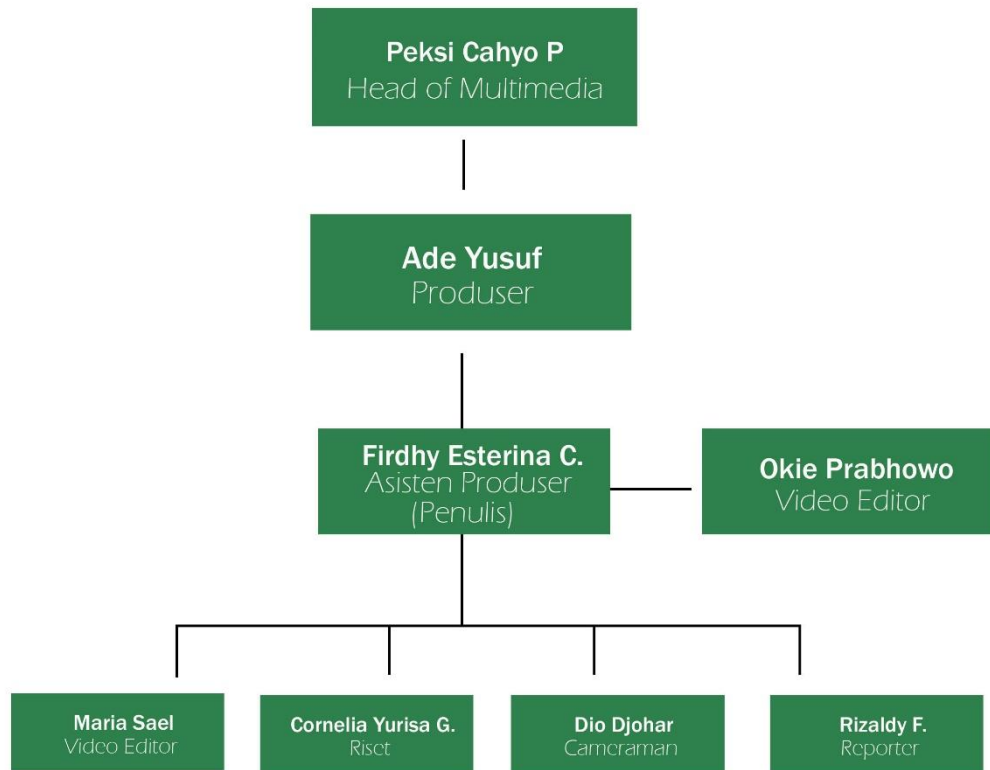 Peksi Cahyo P
Head of Multimedia
Ade Yusuf
Produser
Firdhy Esterina C.
Asisten Produser
(Penulis)
Okie Prabhowo
Video Editor
Maria Sael
Video Editor
Cornelia Yurisa G.
Riset
Dio Djohar
Cameraman
Rizaldy F.
Reporter